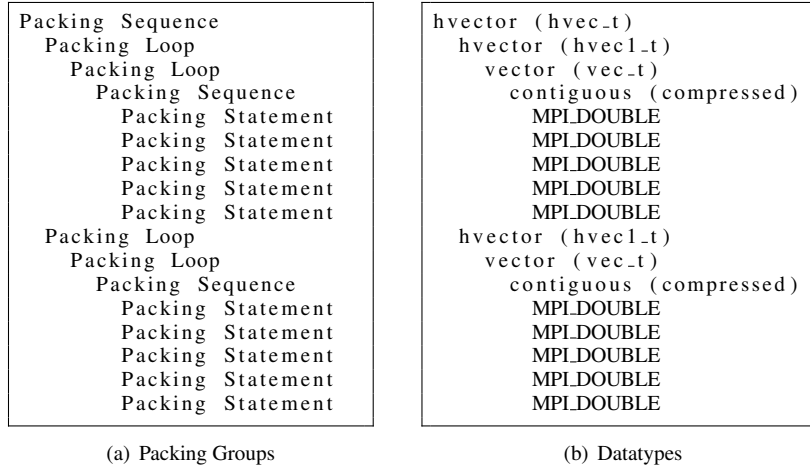 Packing Sequence
Packing Loop
Packing Loop
Packing Sequence
Packing Statement
Packing Statement
Packing Statement
Packing Statement
Packing Statement
Packing Loop
Packing Loop
Packing Sequence
Packing Statement
Packing Statement
Packing Statement
Packing Statement
Packing Statement
(a) Packing Groups
hvector (hvec_t)
hvector (hvec1_t)
vector (vec_t)
contiguous (compressed)
MPI_DOUBLE
MPI_DOUBLE
MPI_DOUBLE
MPI_DOUBLE
MPI_DOUBLE
hvector (hvec1_t)
vector (vec_t)
contiguous (compressed)
MPI_DOUBLE
MPI_DOUBLE
MPI_DOUBLE
MPI_DOUBLE
MPI_DOUBLE
(b) Datatypes